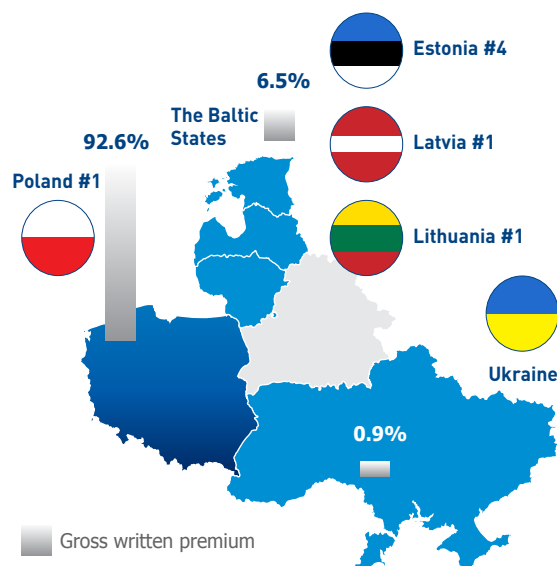 Estonia #4
6.5%
The Baltic
States
92.6%
Latvia #1
Poland #1
Lithuania #1
Ukraine
0.9%
Gross written premium